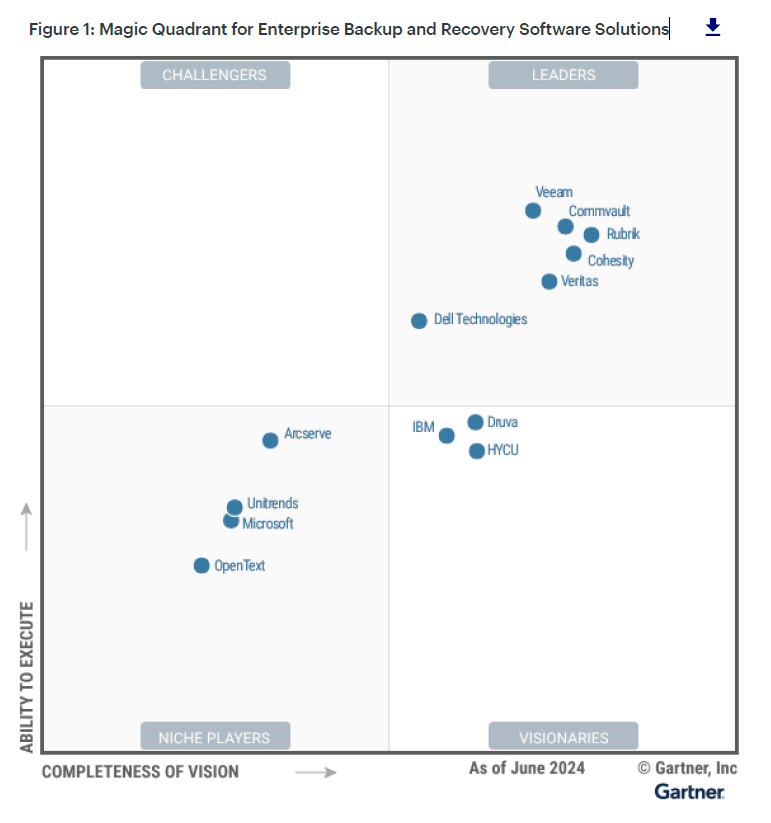 Figure 1: Magic Quadrant for Enterprise Backup and Recovery Software Solutions
CHALLENGERS
LEADERS
Veeam
Commvault
Rubrik
Cohesity
Veritas
Dell Technologies
Druva
IBM
Arcserve
HYCU
Unitrends
Microsoft
OpenText
ABILITY TO EXECUTE
NICHE PLAYERS
VISIONARIES
COMPLETENESS OF VISION
As of June 2024
© Gartner, Inc
Gartner